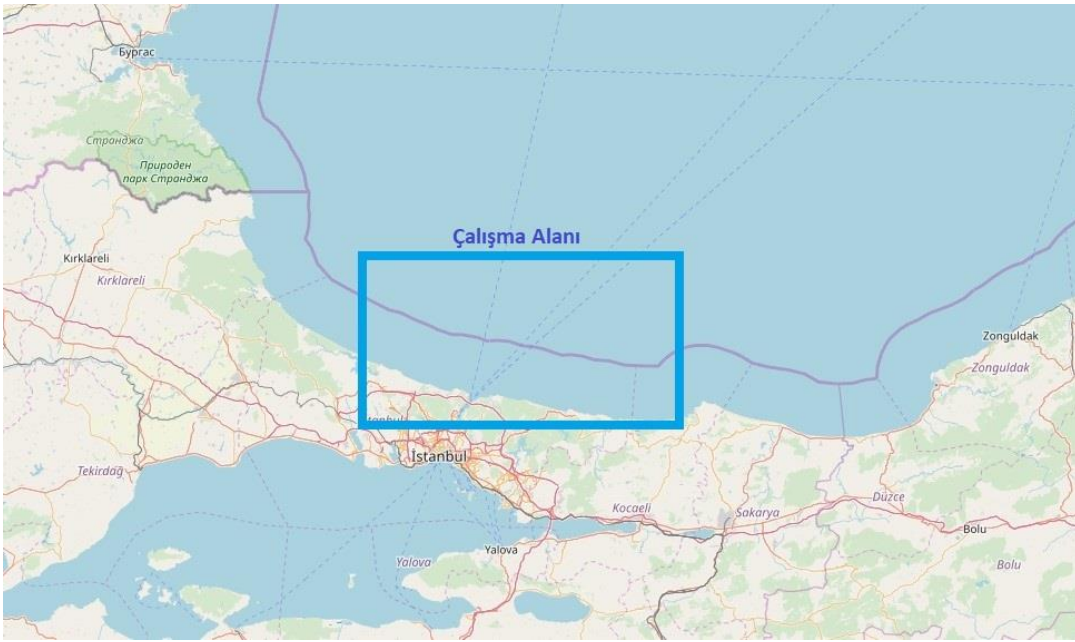 Бургас
Странджа
Природен
парк Странджа
Çalışma Alanı
Kırklareli
Kırklareli
Zonguldak
Zonguldak
İstanbul
Tekirdağ
Kocaeli
Sakarya
Düzce
Bolu
Yalova
Yalova
Bolu